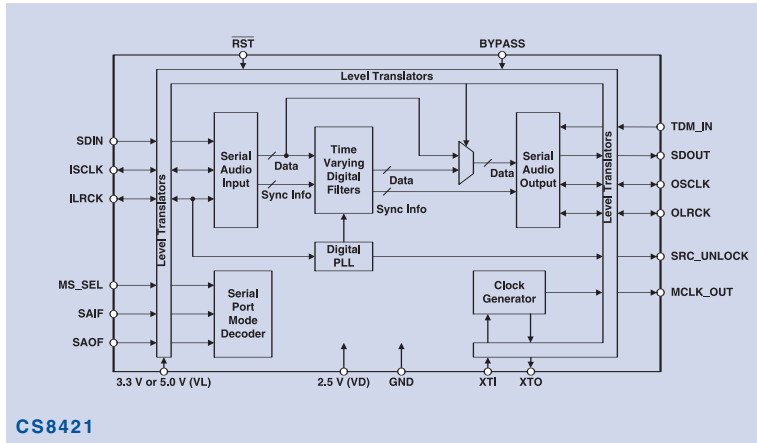 RST
BYPASS
Level Translators
SDIN
ISCLK
ILRCK
MS_SEL
SAIF
SAOF
Level Translators
Serial
Audio
Input
Data
Sync Info
Time
Varying
Digital
Filters
Data
Sync Info
Data
Serial
Audio
Output
Level Translators
TDM_IN
SDOUT
OSCLK
OLRCK
SRC_UNLOCK
MCLK_OUT
Digital
PLL
Serial
Port
Mode
Decoder
Clock
Generator
3.3 V or 5.0 V (VL)
2.5 V (VD)
GND
XTI
XTO
CS8421